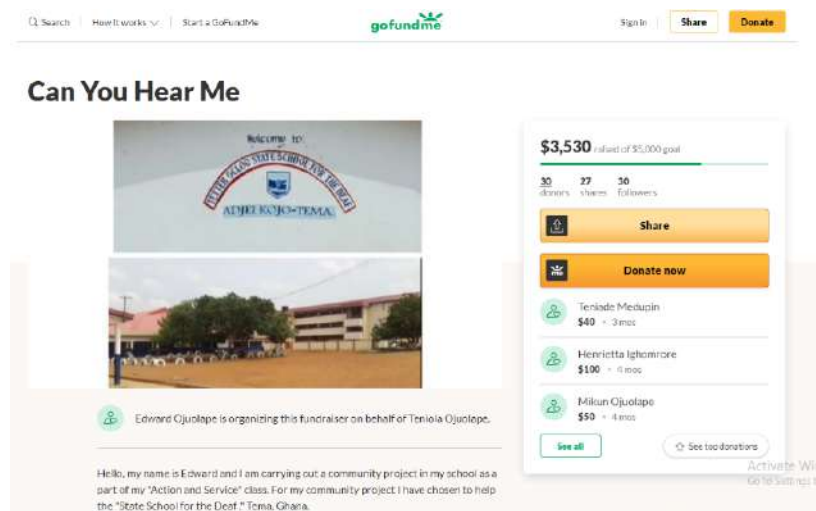 Search
How it works
Start a GoFundMe
gofundme
Sign in
Share
Donate
Can You Hear Me
Welcome to
STATE SCHOOL FOR THE DEAF
ADJEI KOJO-TEMA.
$3,530 raised of $5,000 goal
30 27 30
donors shares followers
Share
Donate now
Teniade Medupin
$40 • 3 mos
Henrietta Ighomrore
$100 • 4 mos
Mikun Ojuolape
$50 • 4 mos
See all
See top donations
Edward Ojuolape is organizing this fundraiser on behalf of Teniola Ojuolape.
Hello, my name is Edward and I am carrying out a community project in my school as a
part of my "Action and Service" class. For my community project I have chosen to help
the "State School for the Deaf," Tema, Ghana.
Activate Wi
Go to Settings t